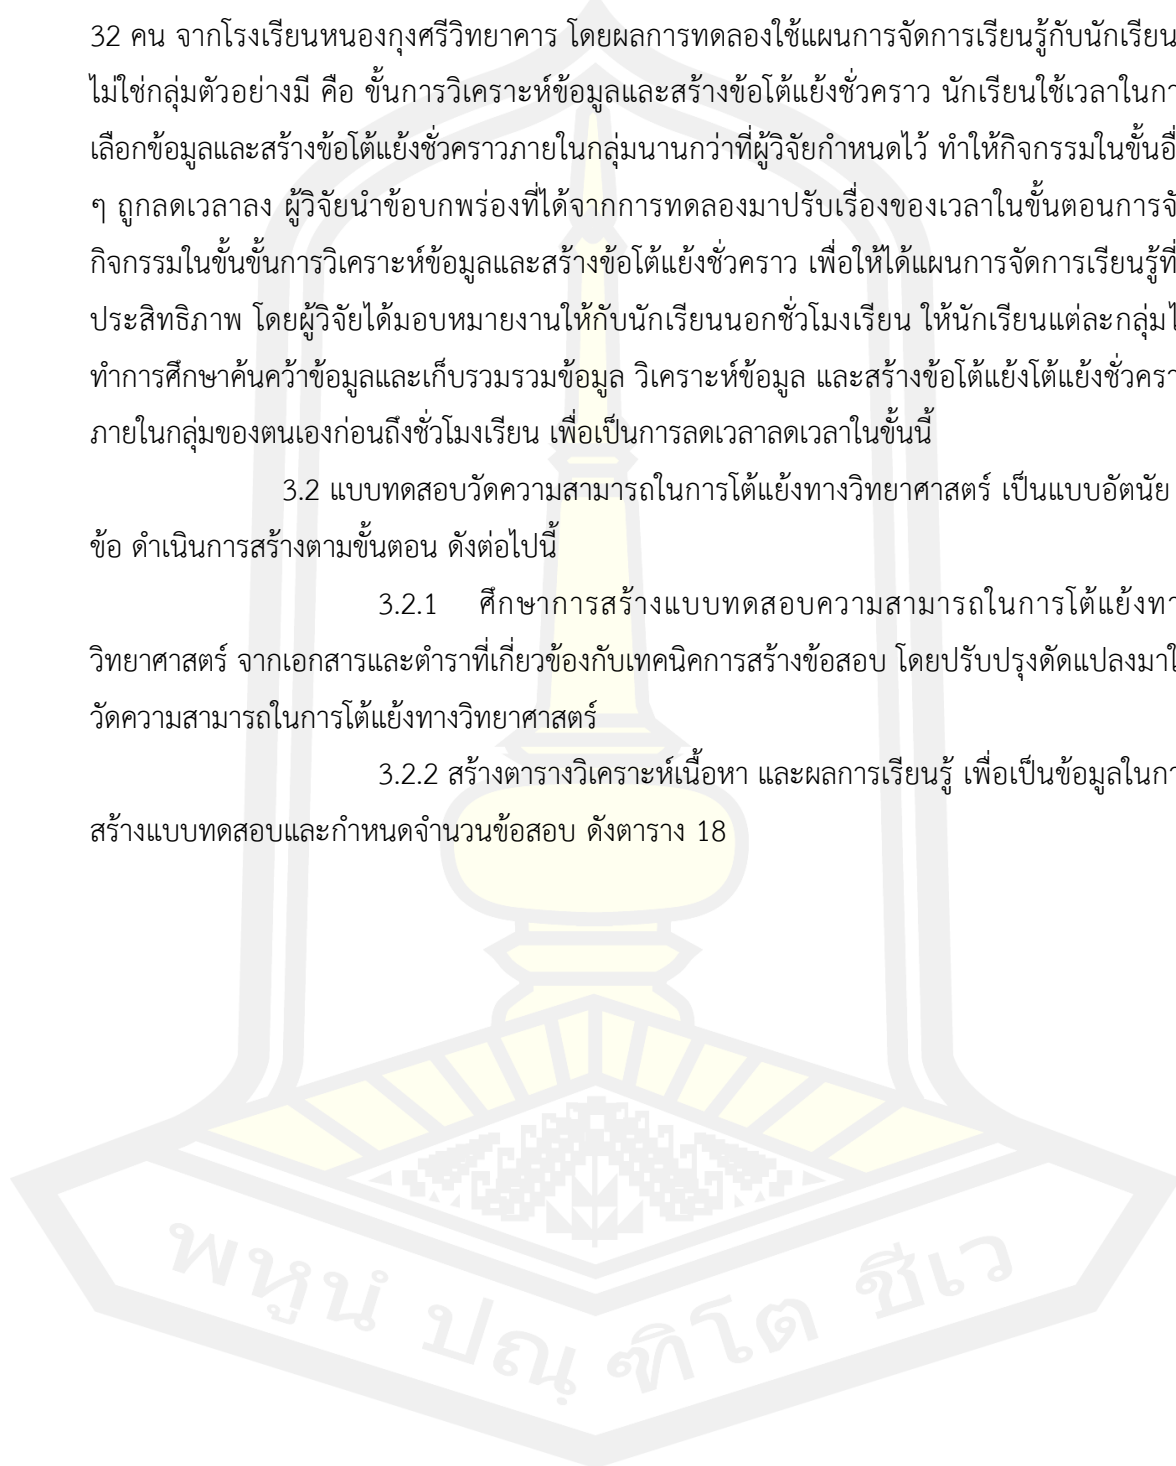 32 คน จากโรงเรียนหนองกุงศรีวิทยาคาร โดยผลการทดลองใช้แผนการจัดการเรียนรู้กับนักเรียน
ไม่ใช่กลุ่มตัวอย่างมี คือ ขั้นการวิเคราะห์ข้อมูลและสร้างข้อโต้แย้งชั่วคราว นักเรียนใช้เวลาในกา
เลือกข้อมูลและสร้างข้อโต้แย้งชั่วคราวภายในกลุ่มนานกว่าที่ผู้วิจัยกำหนดไว้ ทำให้กิจกรรมในขั้นอื่
ๆ ถูกลดเวลาลง ผู้วิจัยนำข้อบกพร่องที่ได้จากการทดลองมาปรับเรื่องของเวลาในขั้นตอนการจั
กิจกรรมในขั้นขั้นการวิเคราะห์ข้อมูลและสร้างข้อโต้แย้งชั่วคราว เพื่อให้ได้แผนการจัดการเรียนรู้ที่
ประสิทธิภาพ โดยผู้วิจัยได้มอบหมายงานให้กับนักเรียนนอกชั่วโมงเรียน ให้นักเรียนแต่ละกลุ่มไ
ทำการศึกษาค้นคว้าข้อมูลและเก็บรวมรวมข้อมูล วิเคราะห์ข้อมูล และสร้างข้อโต้แย้งโต้แย้งชั่วครา
ภายในกลุ่มของตนเองก่อนถึงชั่วโมงเรียน เพื่อเป็นการลดเวลาลดเวลาในขั้นนี้
3.2 แบบทดสอบวัดความสามารถในการโต้แย้งทางวิทยาศาสตร์ เป็นแบบอัตนัย
ข้อ ดำเนินการสร้างตามขั้นตอน ดังต่อไปนี้
3.2.1 ศึกษาการสร้างแบบทดสอบความสามารถในการโต้แย้งทา
วิทยาศาสตร์ จากเอกสารและตำราที่เกี่ยวข้องกับเทคนิคการสร้างข้อสอบ โดยปรับปรุงดัดแปลงมาใ
วัดความสามารถในการโต้แย้งทางวิทยาศาสตร์
3.2.2 สร้างตารางวิเคราะห์เนื้อหา และผลการเรียนรู้ เพื่อเป็นข้อมูลในกา
สร้างแบบทดสอบและกำหนดจำนวนข้อสอบ ดังตาราง 18
พหูนํ ปณฺฑิโต ชีเว